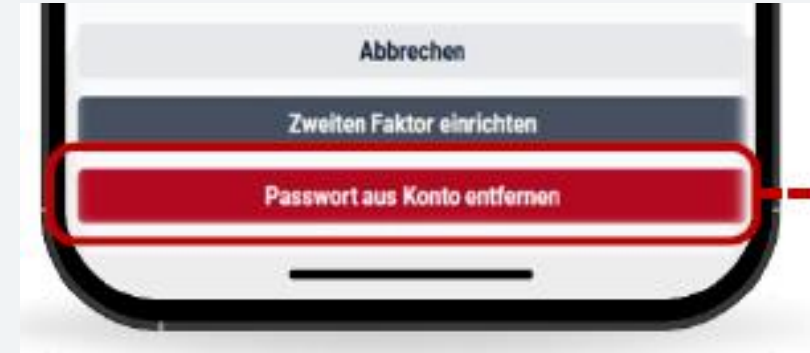 Abbrechen
Zweiten Faktor einrichten
Passwort aus Konto entfernen